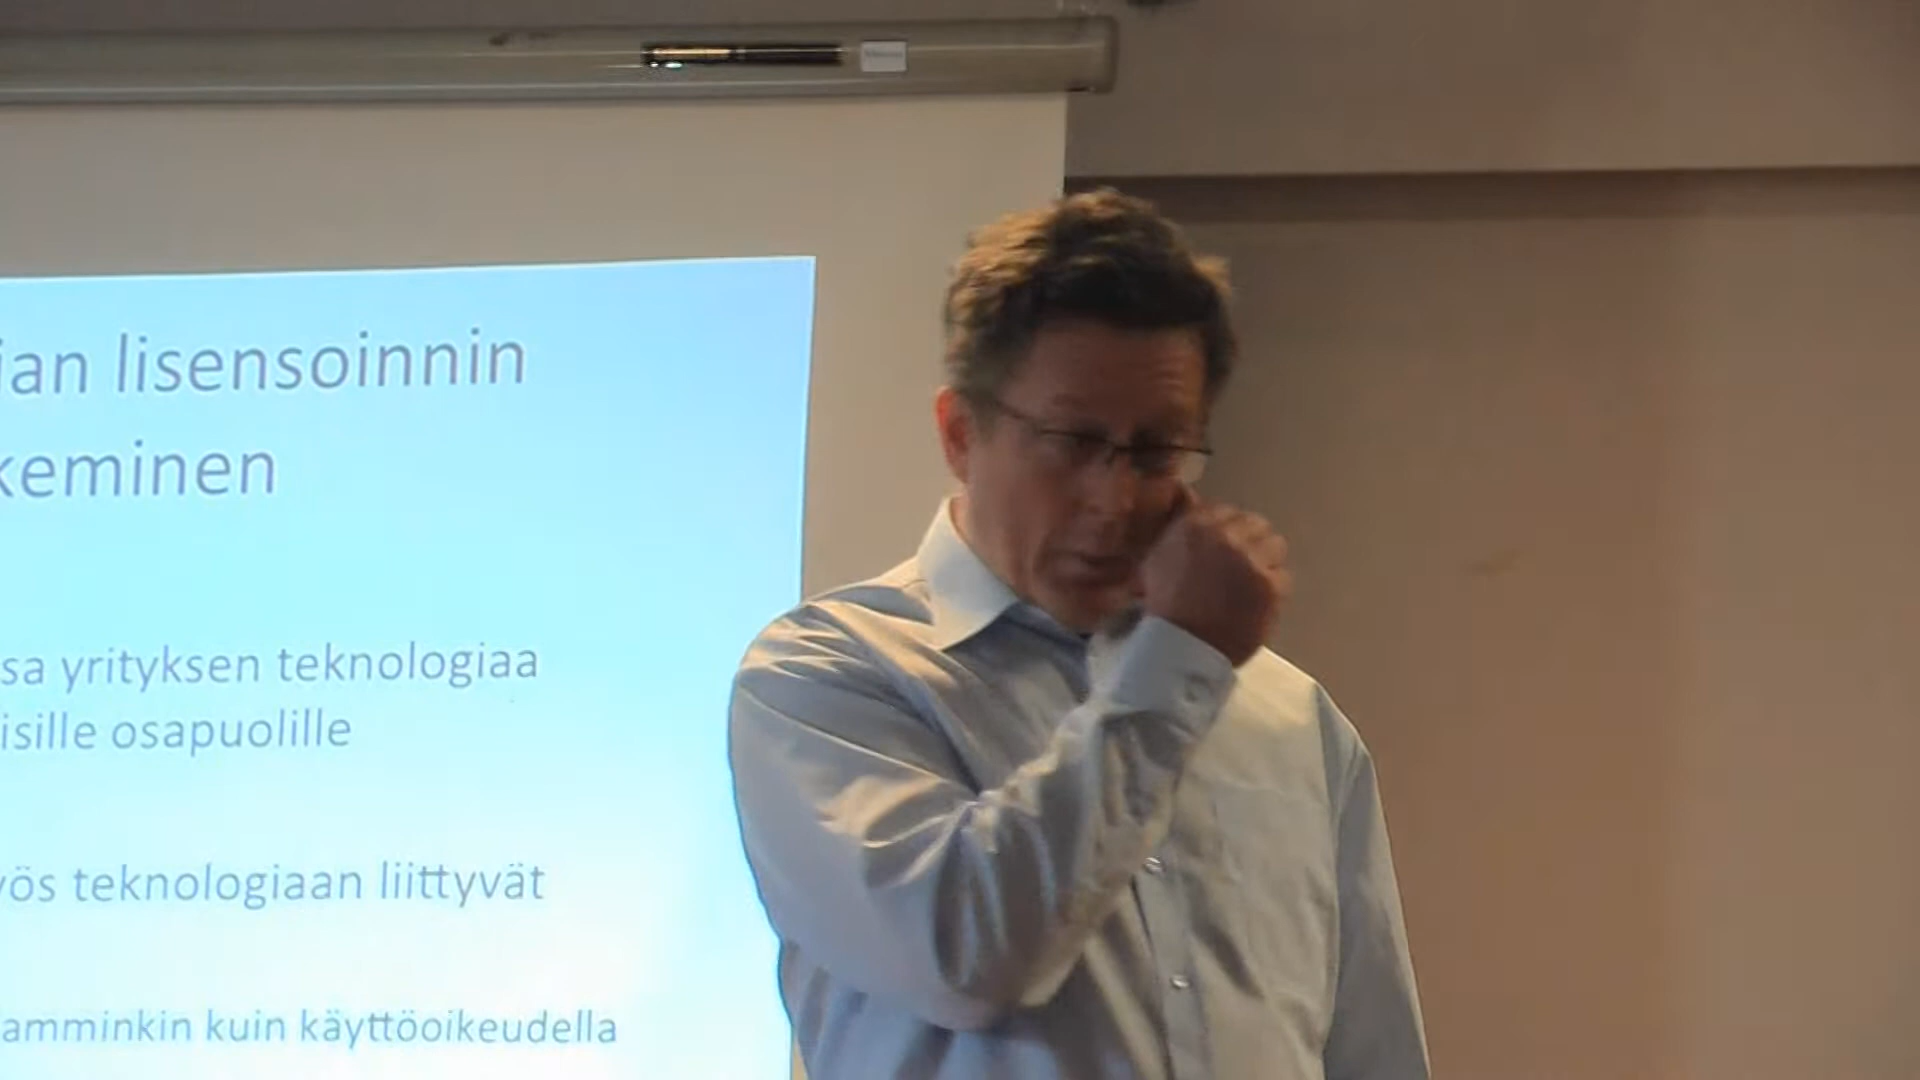 ian lisensoinnin
keminen
sa yrityksen teknologiaa
isille osapuolille
yös teknologiaan liittyvät
amminkin kuin käyttöoikeudella